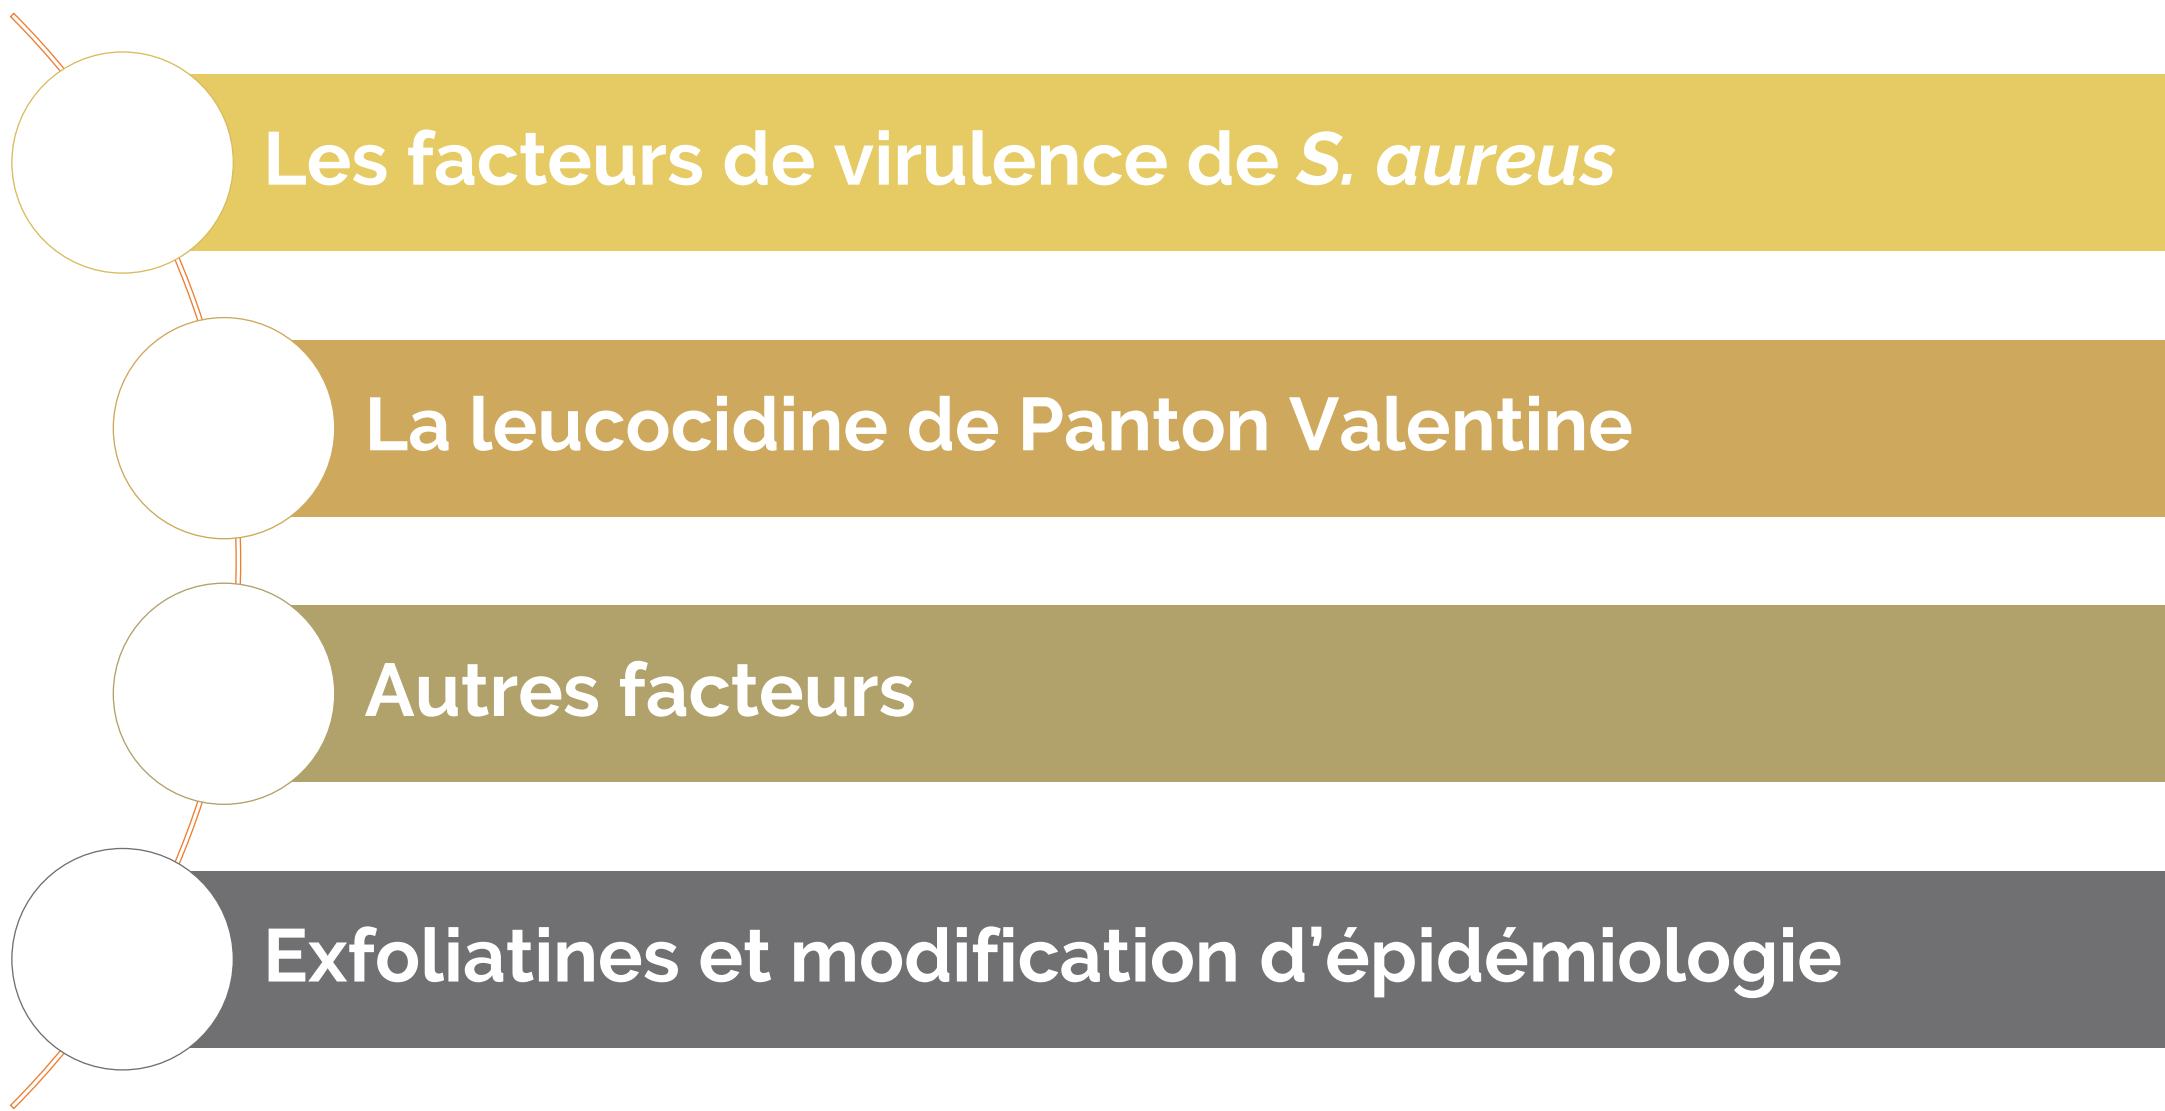 Les facteurs de virulence de S. aureus
La leucocidine de Panton Valentine
Autres facteurs
Exfoliatines et modification d’épidémiologie